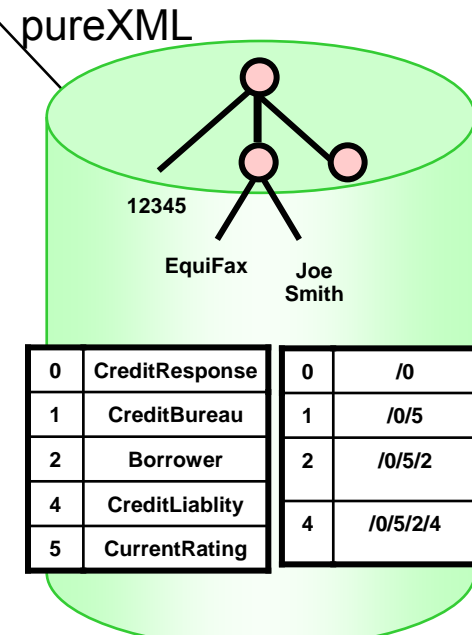 pureXML
12345
EquiFax
Joe
Smith
0 CreditResponse
1 CreditBureau
2 Borrower
4 CreditLiablity
5 CurrentRating
0 /0
1 /0/5
2 /0/5/2
4 /0/5/2/4